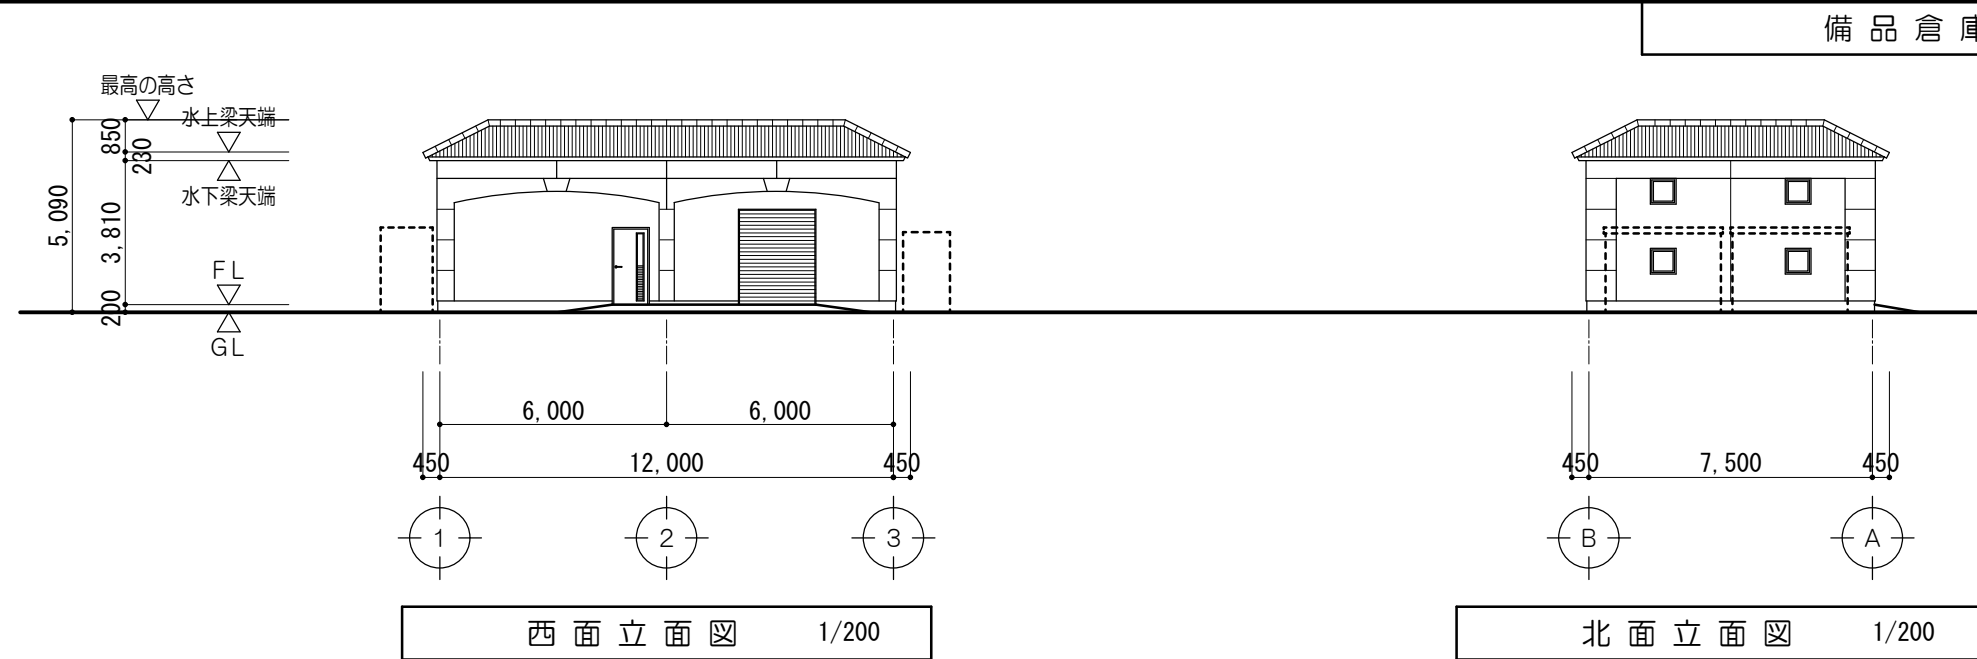 備品倉庫
最高の高さ
水上梁天端
850
230
水下梁天端
5,090
3,810
FL
200
GL
6,000 6,000
450 12,000 450
450 7,500 450
1 2 3
B A
西面立面図 1/200
北面立面図 1/200